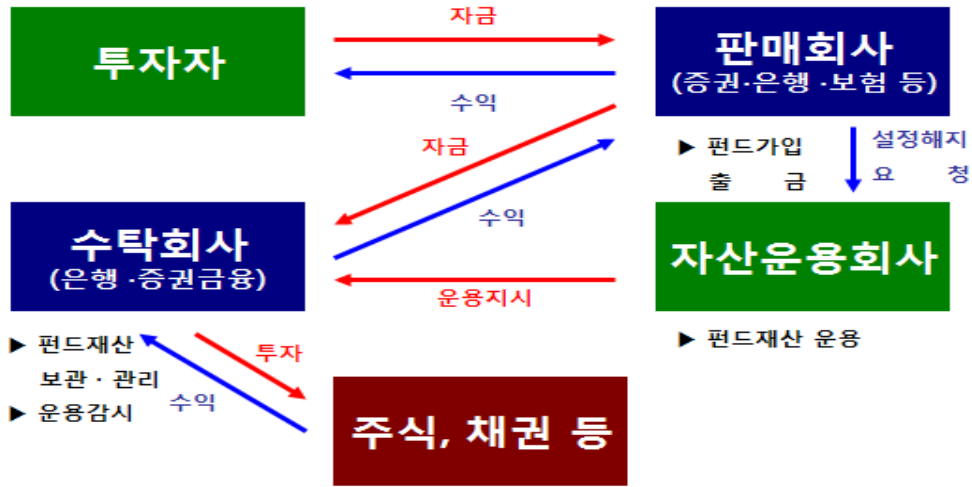 자금
투자자
판매회사
(증권·은행 ·보험 등)
수익
자금
▶ 펀드가입
출 금
설정해지
요 청
수익
수탁회사
(은행 ·증권금융)
자산운용회사
운용지시
▶ 펀드재산
보관 · 관리
▶ 운용감시
투자
수익
▶ 펀드재산 운용
주식, 채권 등